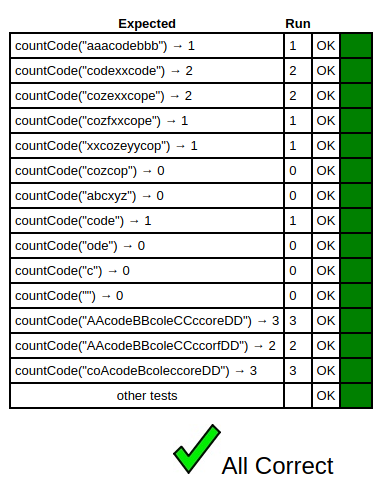 Expected Run
countCode("aaacodebbb") → 1 1 OK
countCode("codexxcode") → 2 2 OK
countCode("cozexxcope") → 2 2 OK
countCode("cozfxxcope") → 1 1 OK
countCode("xxcozeyycop") → 1 1 OK
countCode("cozcop") → 0 0 OK
countCode("abcxyz") → 0 0 OK
countCode("code") → 1 1 OK
countCode("ode") → 0 0 OK
countCode("c") → 0 0 OK
countCode("") → 0 0 OK
countCode("AAcodeBBcoleCCccoreDD") → 3 3 OK
countCode("AAcodeBBcoleCCccorfDD") → 2 2 OK
countCode("coAcodeBcoleccoreDD") → 3 3 OK
other tests OK
All Correct